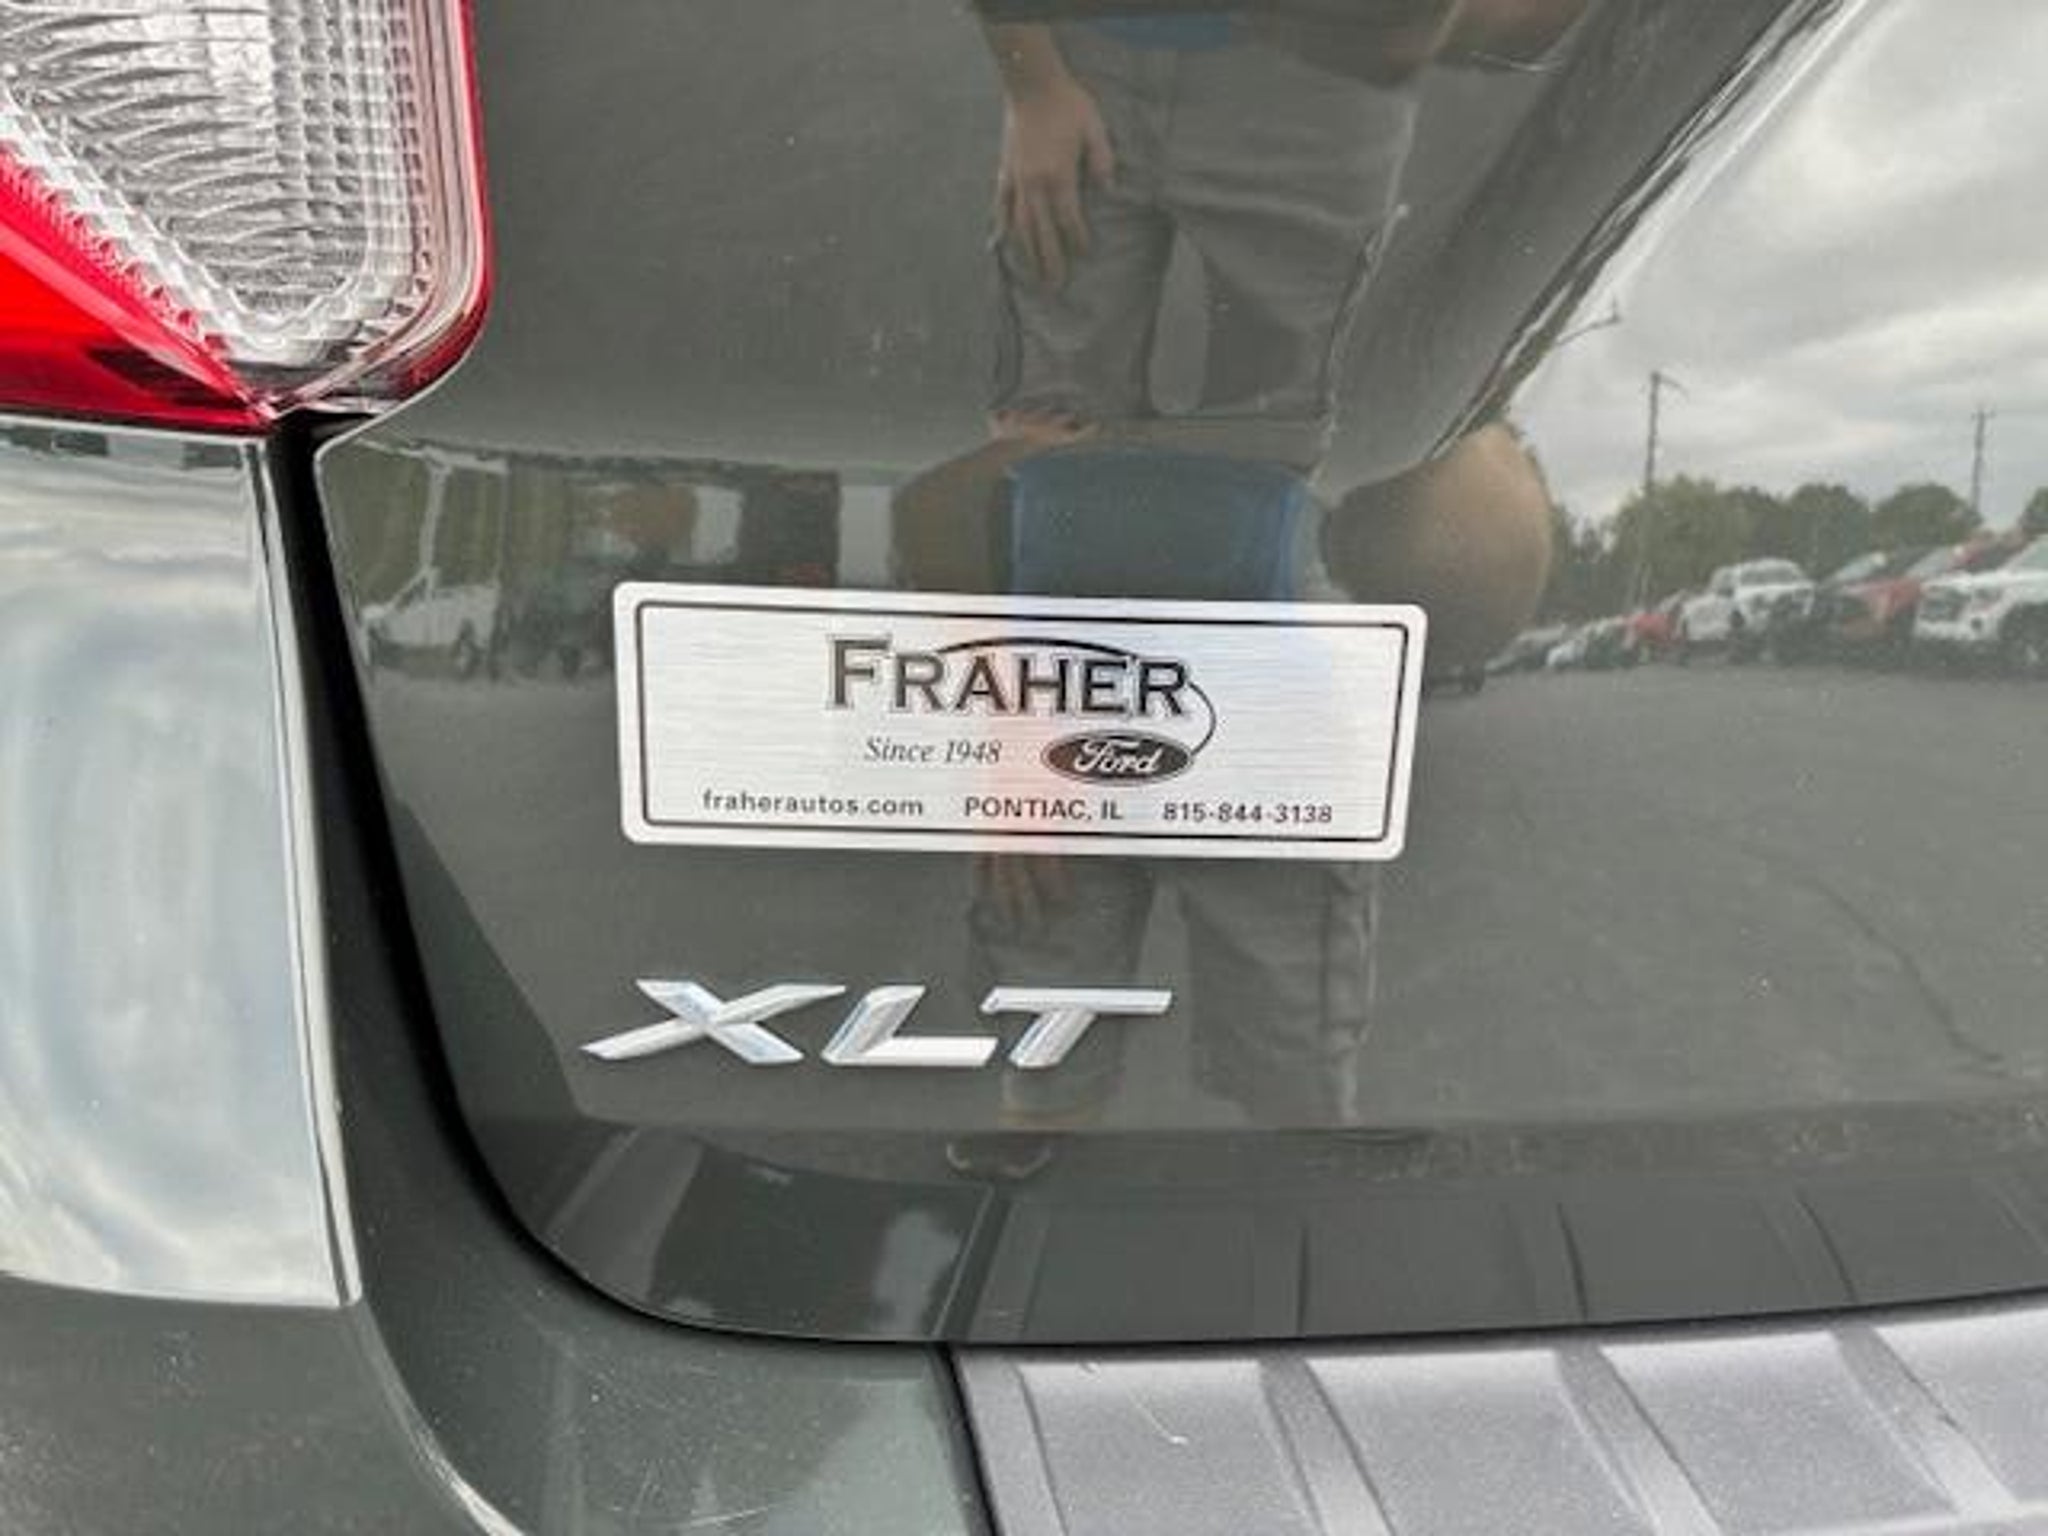 FRAHER
Since 1948 Ford
fraherautos.com PONTIAC, IL 815-844-3138
XLT